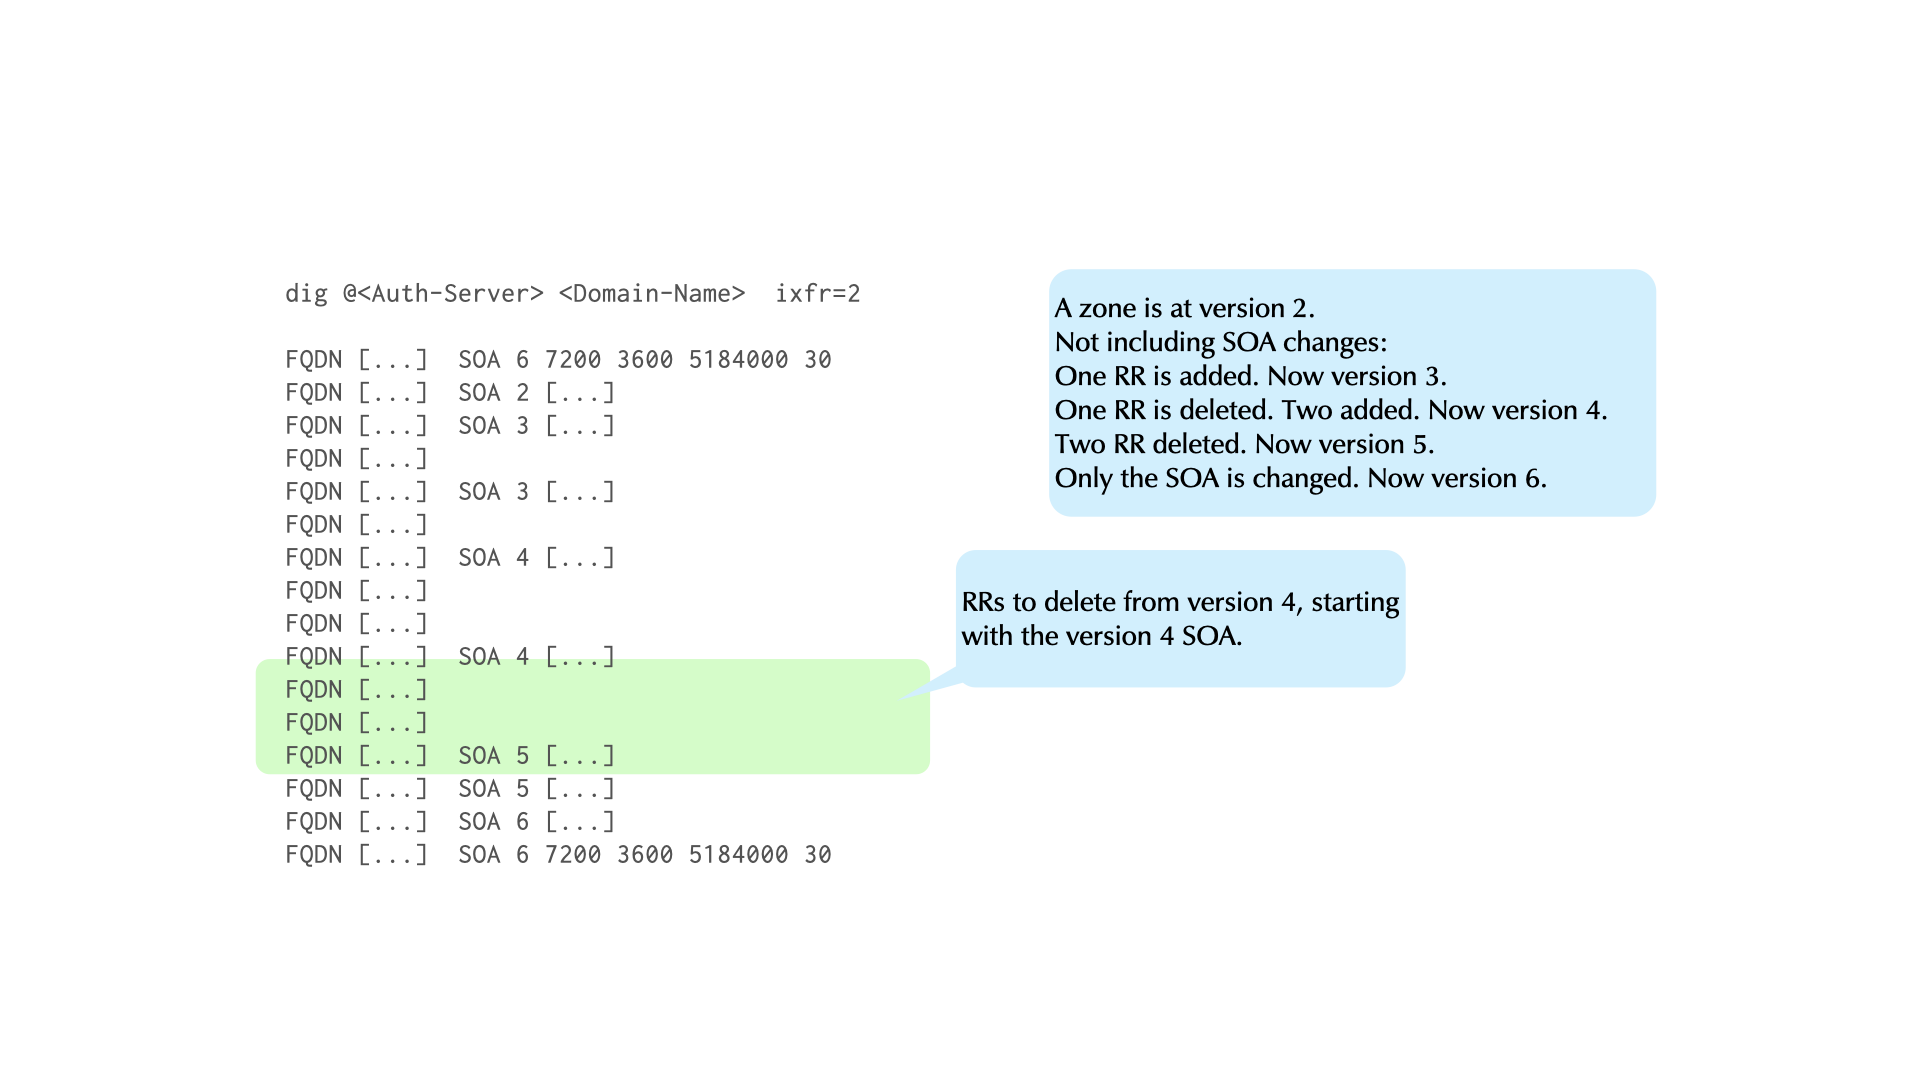 dig @<Auth-Server> <Domain-Name>  ixfr=2
FQDN [...]  SOA 6 7200 3600 5184000 30
FQDN [...]  SOA 2 [...]
FQDN [...]  SOA 3 [...]
FQDN [...]
FQDN [...]  SOA 3 [...]
FQDN [...]
FQDN [...]  SOA 4 [...]
FQDN [...]
FQDN [...]
FQDN [...]  SOA 4 [...]
FQDN [...]
FQDN [...]
FQDN [...]  SOA 5 [...]
FQDN [...]  SOA 5 [...]
FQDN [...]  SOA 6 [...]
FQDN [...]  SOA 6 7200 3600 5184000 30
A zone is at version 2.
Not including SOA changes:
One RR is added. Now version 3.
One RR is deleted. Two added. Now version 4.
Two RR deleted. Now version 5.
Only the SOA is changed. Now version 6.
RRs to delete from version 4, starting
with the version 4 SOA.